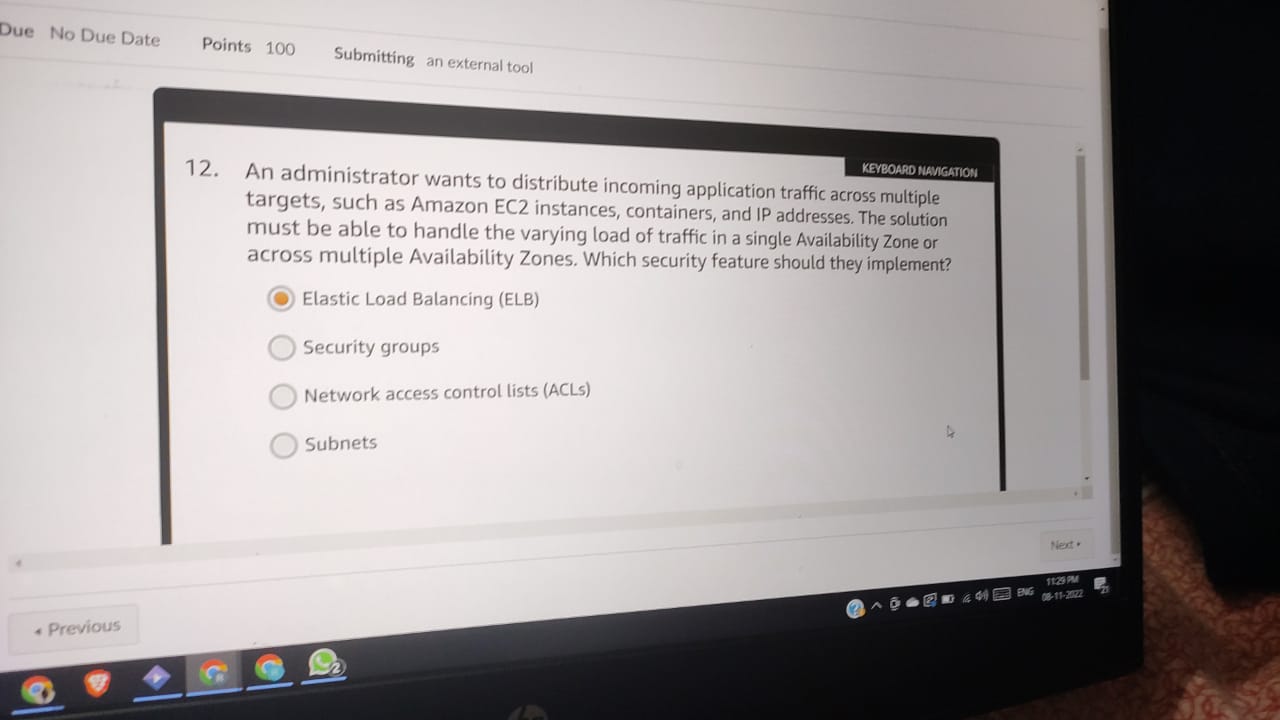 Due No Due Date Points 100 Submitting an external tool
KEYBOARD NAVIGATION
12. An administrator wants to distribute incoming application traffic across multiple
targets, such as Amazon EC2 instances, containers, and IP addresses. The solution
must be able to handle the varying load of traffic in a single Availability Zone or
across multiple Availability Zones. Which security feature should they implement?
Elastic Load Balancing (ELB)
Security groups
Network access control lists (ACLs)
Subnets
Next
Previous
2
ENG
11:29 PM
08-11-2022
21